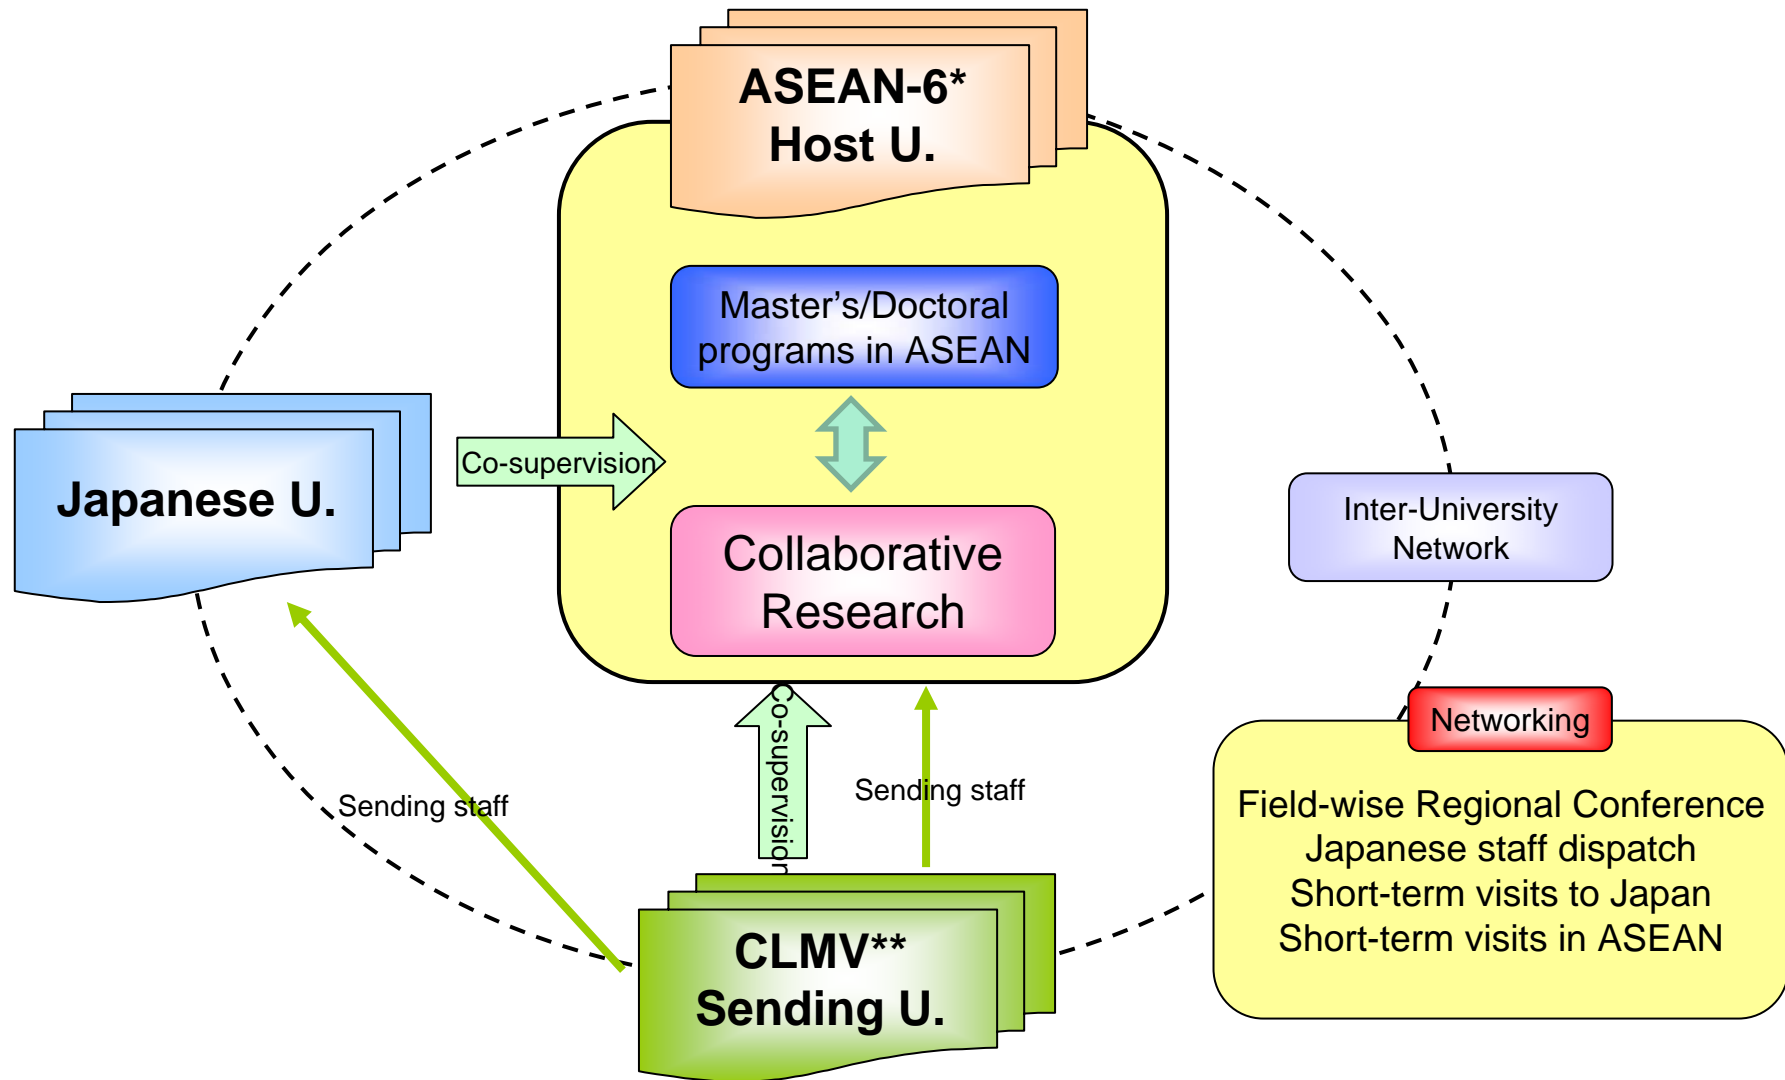 ASEAN-6*
Host U.
Master's/Doctoral
programs in ASEAN
Co-supervision
Japanese U.
Collaborative
Research
Inter-University
Network
Networking
Co-supervision
Sending staff
Sending staff
Field-wise Regional Conference
Japanese staff dispatch
Short-term visits to Japan
Short-term visits in ASEAN
CLMV**
Sending U.